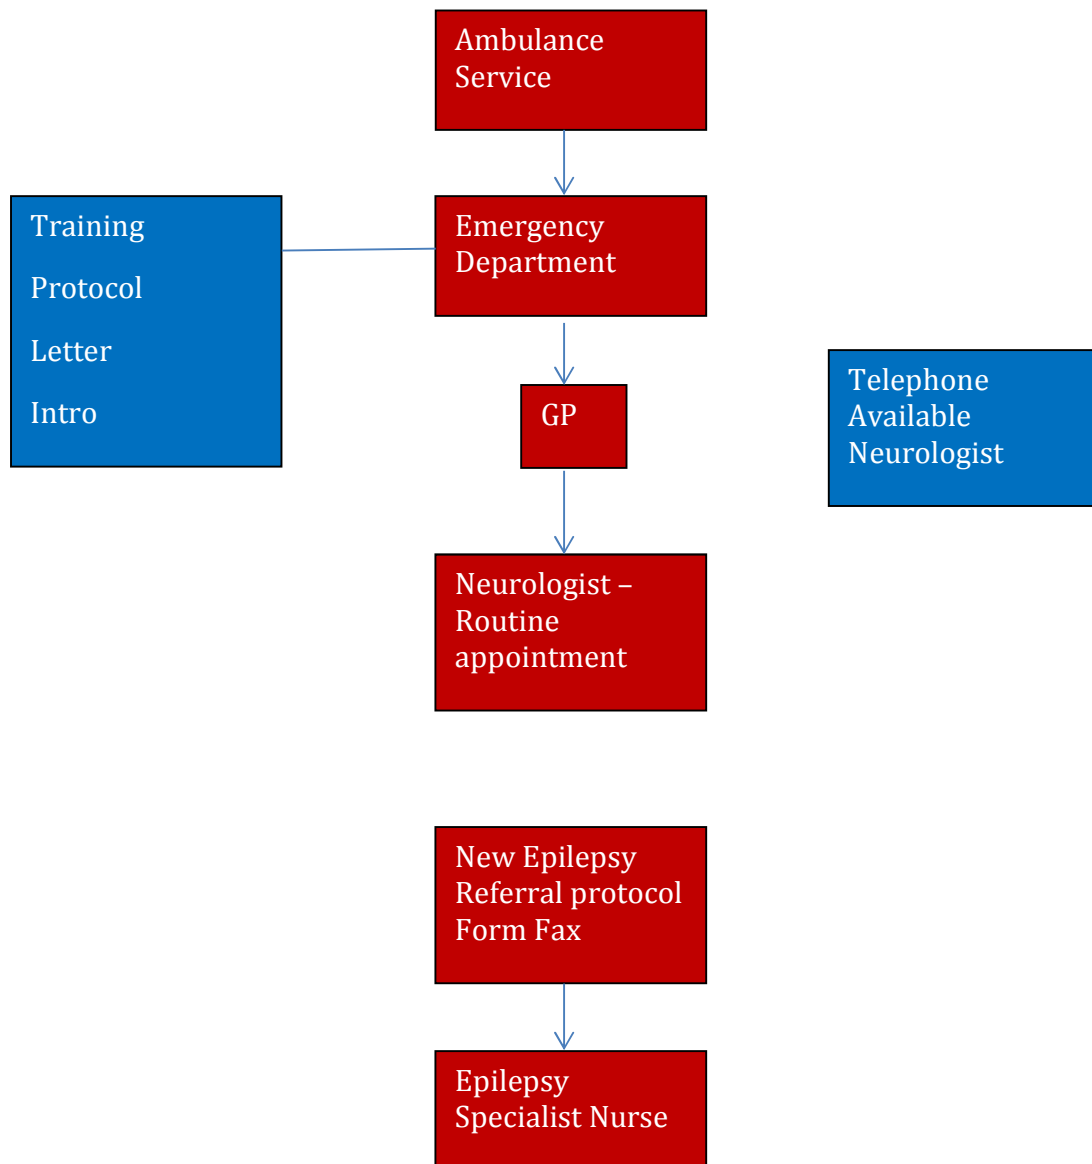 Ambulance
Service
Training
Protocol
Letter
Intro
Emergency
Department
GP
Telephone
Available
Neurologist
Neurologist –
Routine
appointment
New Epilepsy
Referral protocol
Form Fax
Epilepsy
Specialist Nurse